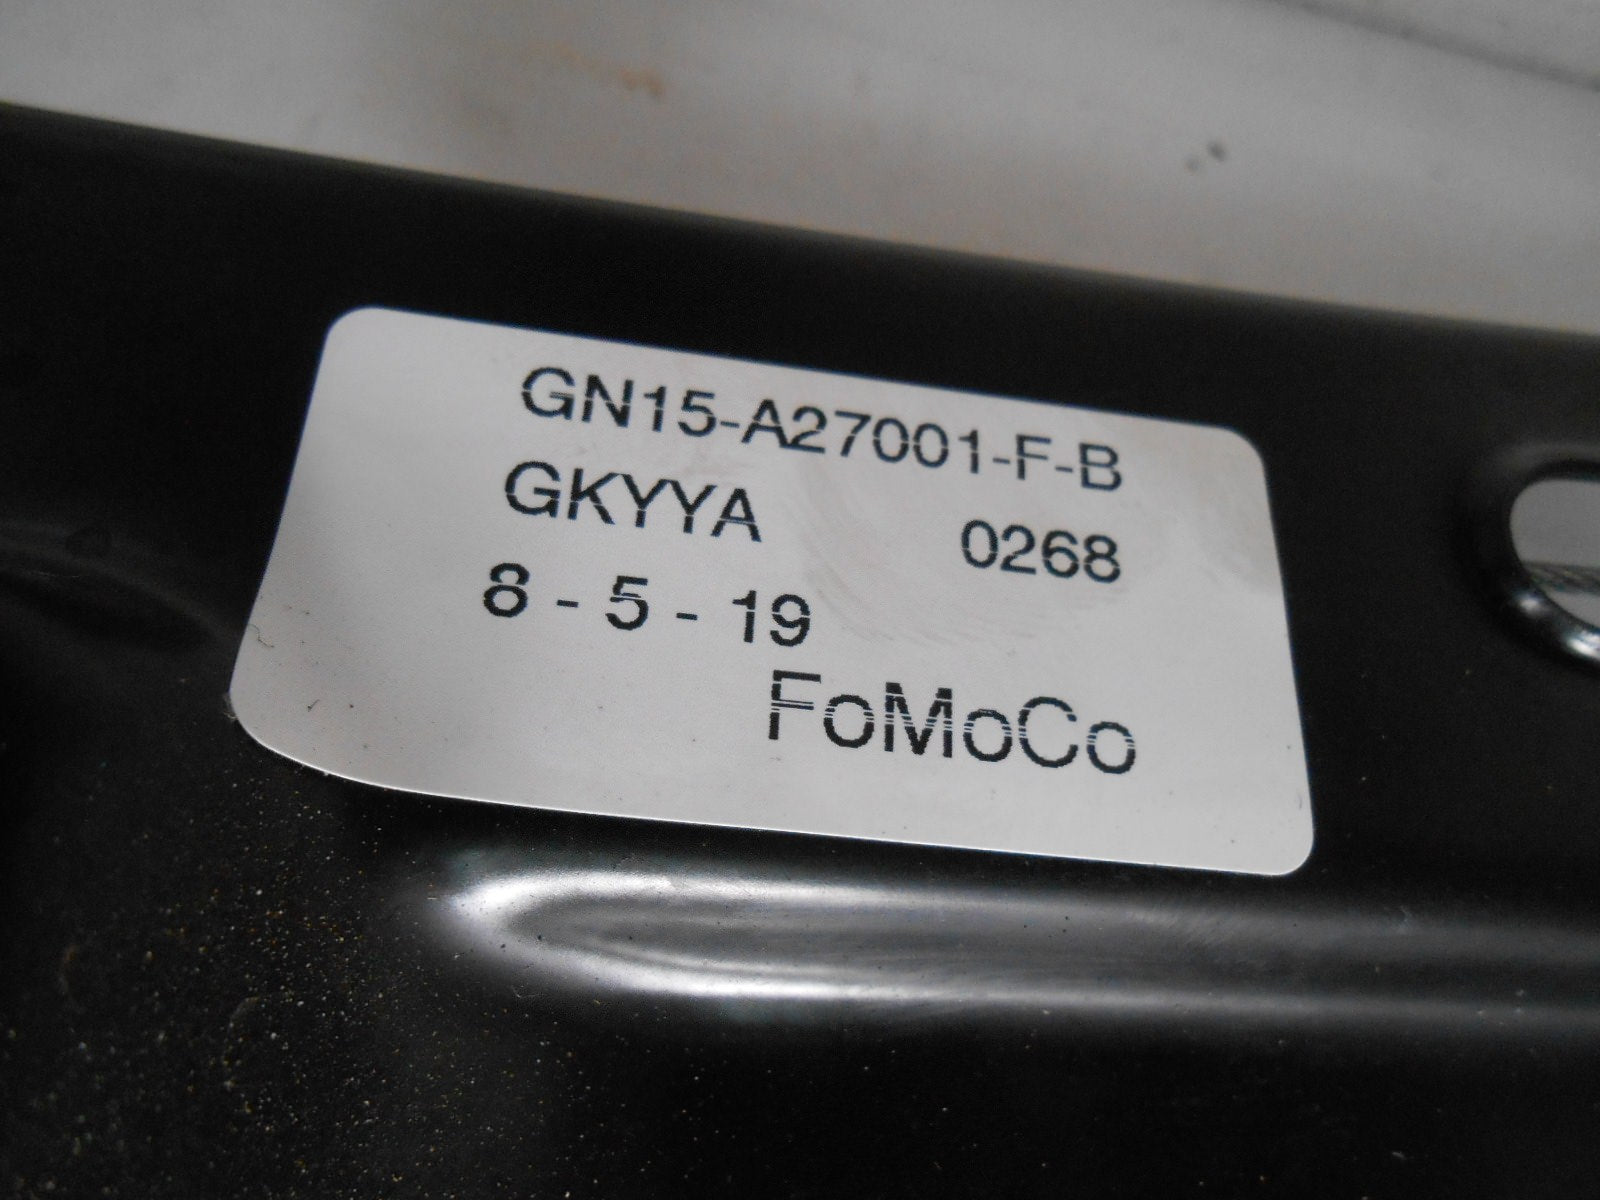 GN15-A27001-F-B
GKYYA 0268
8 - 5 - 19
FoMoCo